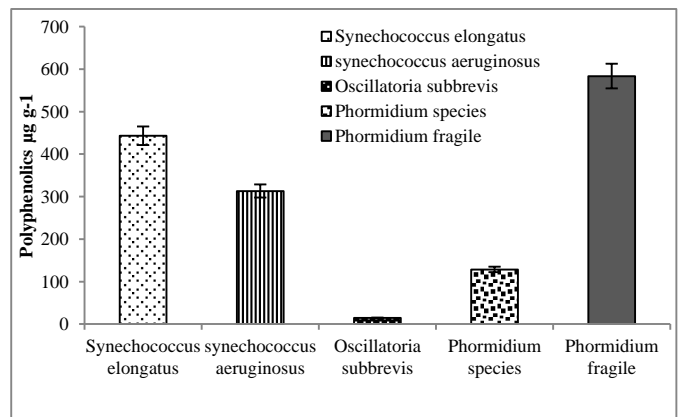 700
600
500
400
300
200
100
0
Polyphenolics µg g-1
Synechococcus elongatus
synechococcus aeruginosus
Oscillatoria subbrevis
Phormidium species
Phormidium fragile
Synechococcus elongatus
synechococcus aeruginosus
Oscillatoria subbrevis
Phormidium species
Phormidium fragile